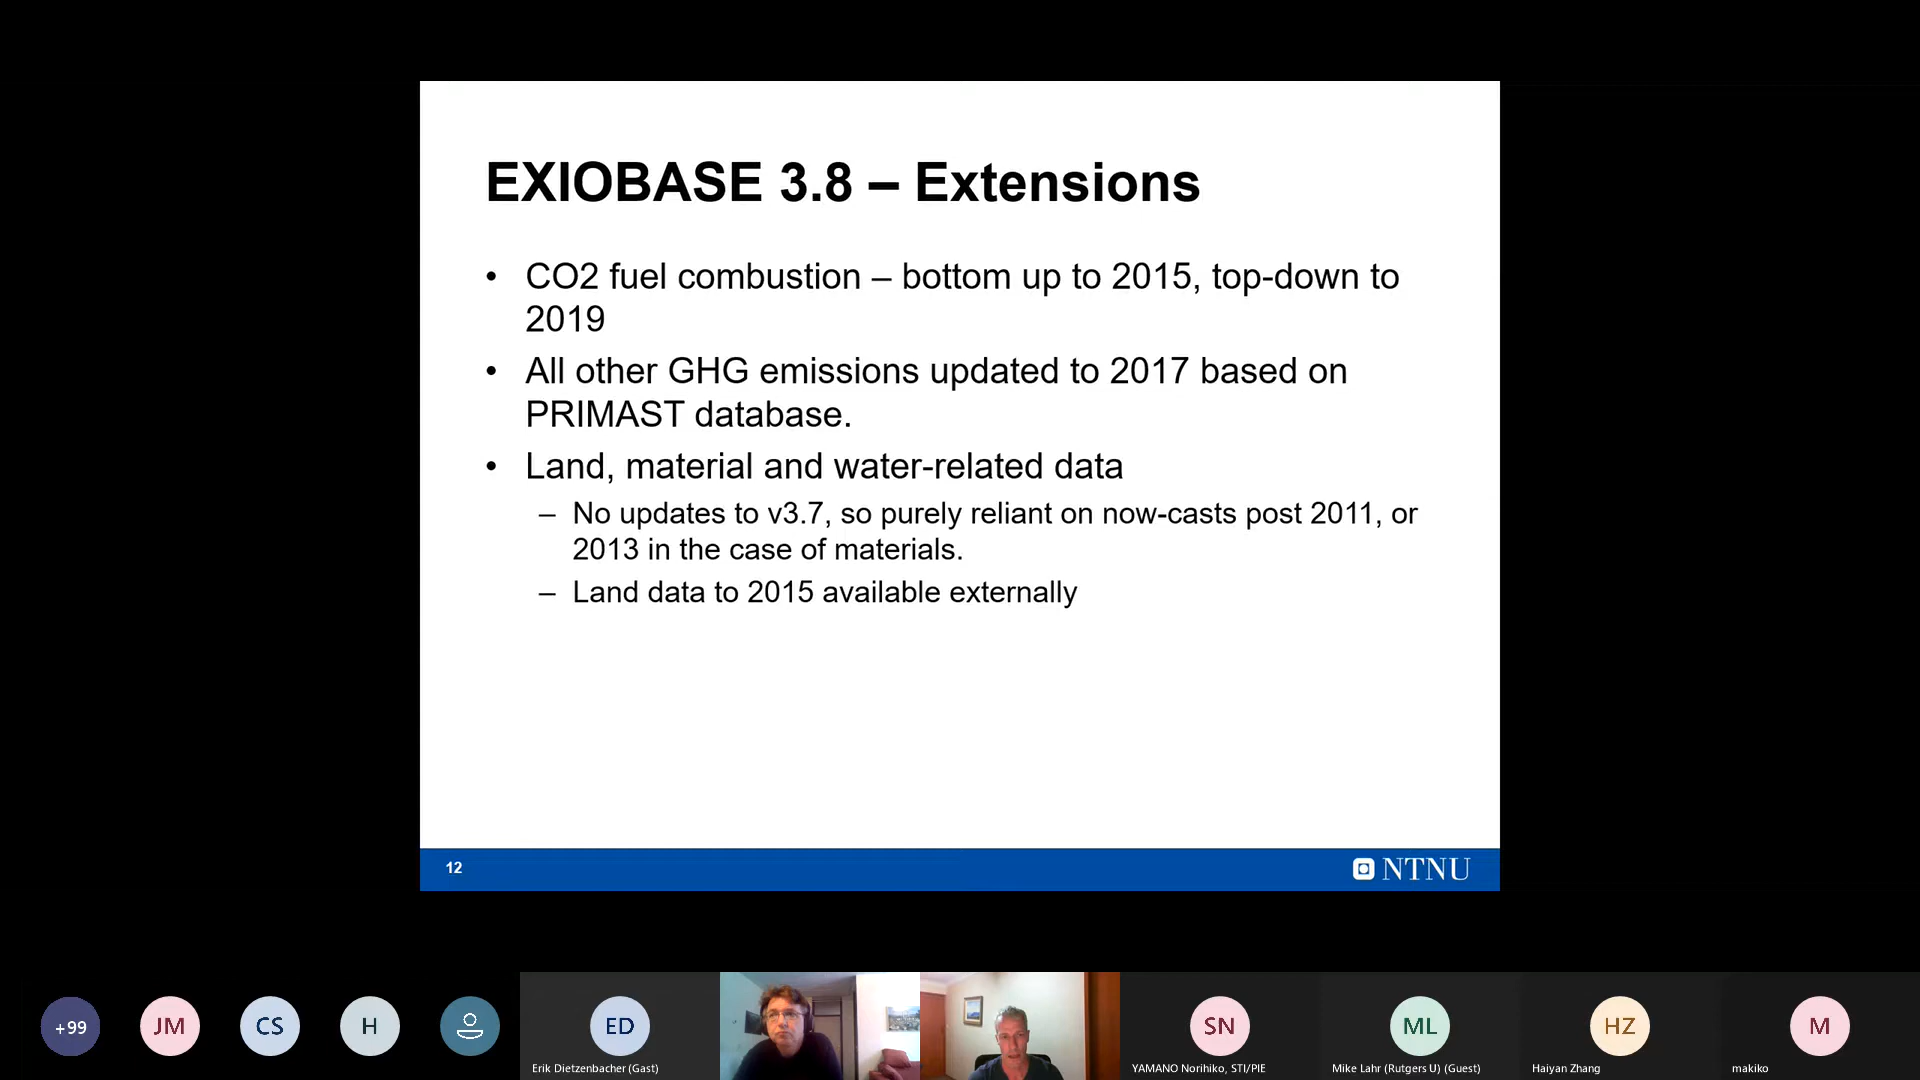 EXIOBASE 3.8 – Extensions
• CO2 fuel combustion – bottom up to 2015, top-down to
2019
• All other GHG emissions updated to 2017 based on
PRIMAST database.
• Land, material and water-related data
– No updates to v3.7, so purely reliant on now-casts post 2011, or
2013 in the case of materials.
– Land data to 2015 available externally
12
NTNU
+99
JM
CS
H
ED
SN
ML
HZ
M
Erik Dietzenbacher (Gast)
YAMANO Norihiko, STI/PIE
Mike Lahr (Rutgers U) (Guest)
Haiyan Zhang
makiko